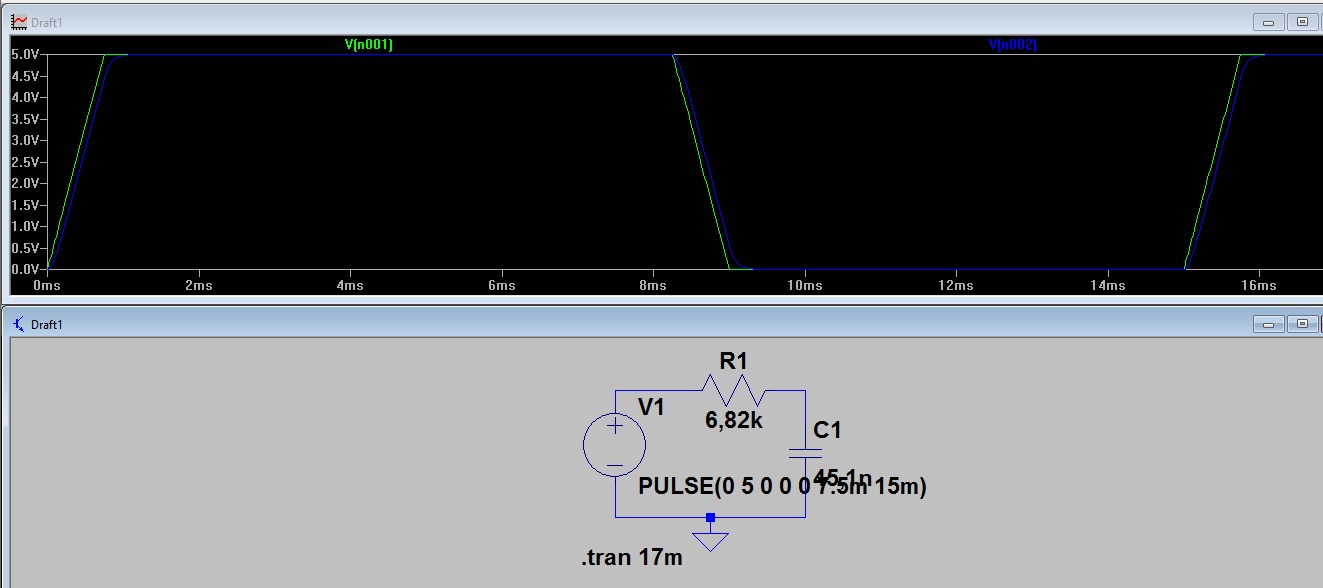 Draft1
V(n001)
V(n002)
5.0V
4.5V
4.0V
3.5V
3.0V
2.5V
2.0V
1.5V
1.0V
0.5V
0.0V
0ms 2ms 4ms 6ms 8ms 10ms 12ms 14ms 16ms
Draft1
R1
V1
6,82k
C1
45,1n
PULSE(0 5 0 0 0 7.5m 15m)
.tran 17m